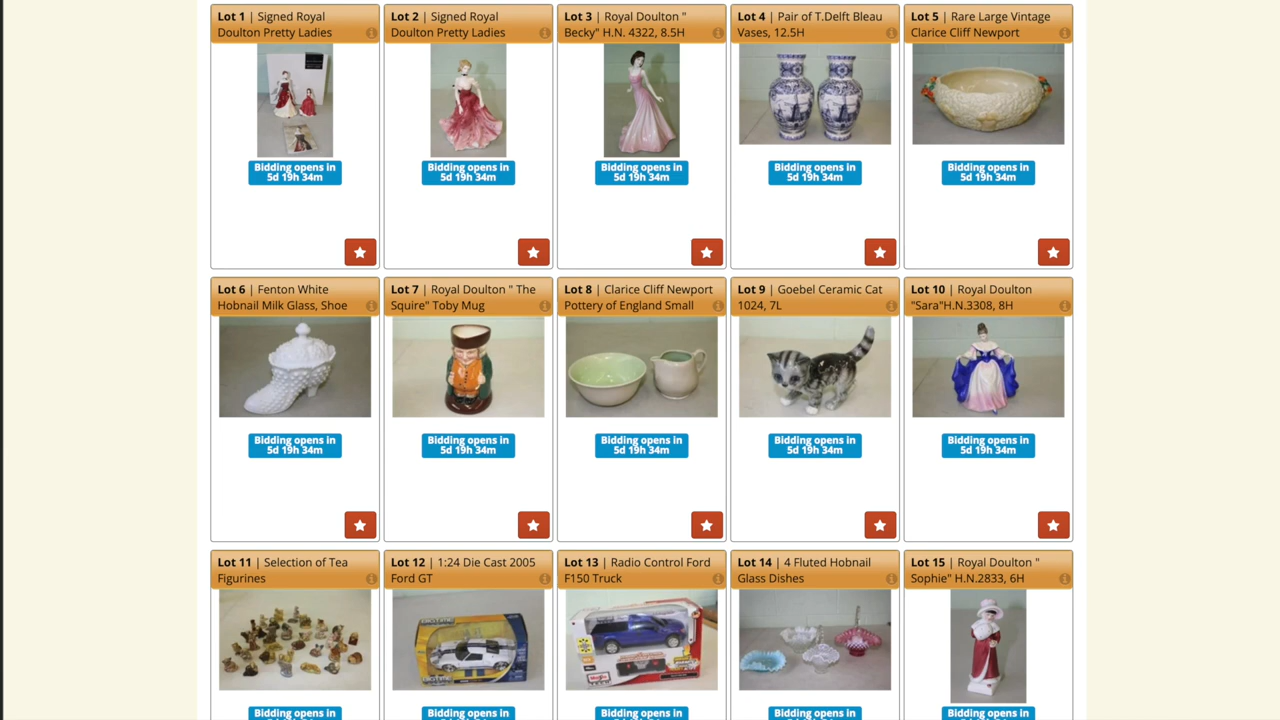 Lot 1 | Signed Royal
Doulton Pretty Ladies
Lot 2 | Signed Royal
Doulton Pretty Ladies
Lot 3 | Royal Doulton "
Becky" H.N. 4322, 8.5H
Lot 4 | Pair of T.Delft Bleau
Vases, 12.5H
Lot 5 | Rare Large Vintage
Clarice Cliff Newport
Bidding opens in
5d 19h 34m
Bidding opens in
5d 19h 34m
Bidding opens in
5d 19h 34m
Bidding opens in
5d 19h 34m
Bidding opens in
5d 19h 34m
Lot 6 | Fenton White
Hobnail Milk Glass, Shoe
Lot 7 | Royal Doulton " The
Squire" Toby Mug
Lot 8 | Clarice Cliff Newport
Pottery of England Small
Lot 9 | Goebel Ceramic Cat
1024, 7L
Lot 10 | Royal Doulton
"Sara"H.N.3308, 8H
Bidding opens in
5d 19h 34m
Bidding opens in
5d 19h 34m
Bidding opens in
5d 19h 34m
Bidding opens in
5d 19h 34m
Bidding opens in
5d 19h 34m
Lot 11 | Selection of Tea
Figurines
Lot 12 | 1:24 Die Cast 2005
Ford GT
Lot 13 | Radio Control Ford
F150 Truck
Lot 14 | 4 Fluted Hobnail
Glass Dishes
Lot 15 | Royal Doulton "
Sophie" H.N.2833, 6H
Bidding opens in
Bidding opens in
Bidding opens in
Bidding opens in
Bidding opens in